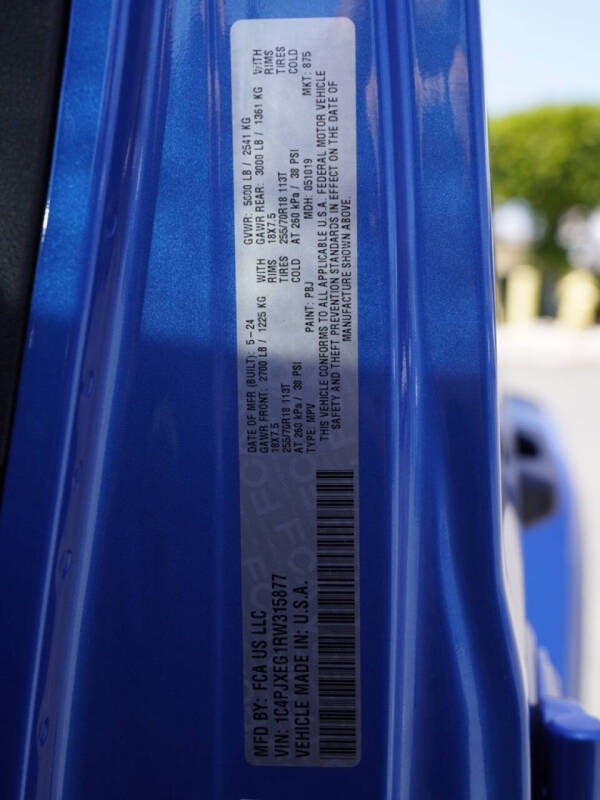 MFD BY: FCA US LLC
DATE OF MFR (BUILT): 5-24
GVWR: 5600 LB / 2541 KG
GAWR FRONT: 2700 LB / 1225 KG WITH
18X7.5 RIMS
255/70R18 113T TIRES
AT 260 kPa / 38 PSI COLD
GAWR REAR: 3000 LB / 1361 KG WITH
18X7.5 RIMS
255/70R18 113T TIRES
AT 260 kPa / 38 PSI COLD
VIN: 1C4PJXEG1RW315877
TYPE: MPV PAINT: PBJ MDH: 051019 MKT: 875
VEHICLE MADE IN: U.S.A.
THIS VEHICLE CONFORMS TO ALL APPLICABLE U.S.A. FEDERAL MOTOR VEHICLE
SAFETY AND THEFT PREVENTION STANDARDS IN EFFECT ON THE DATE OF
MANUFACTURE SHOWN ABOVE.